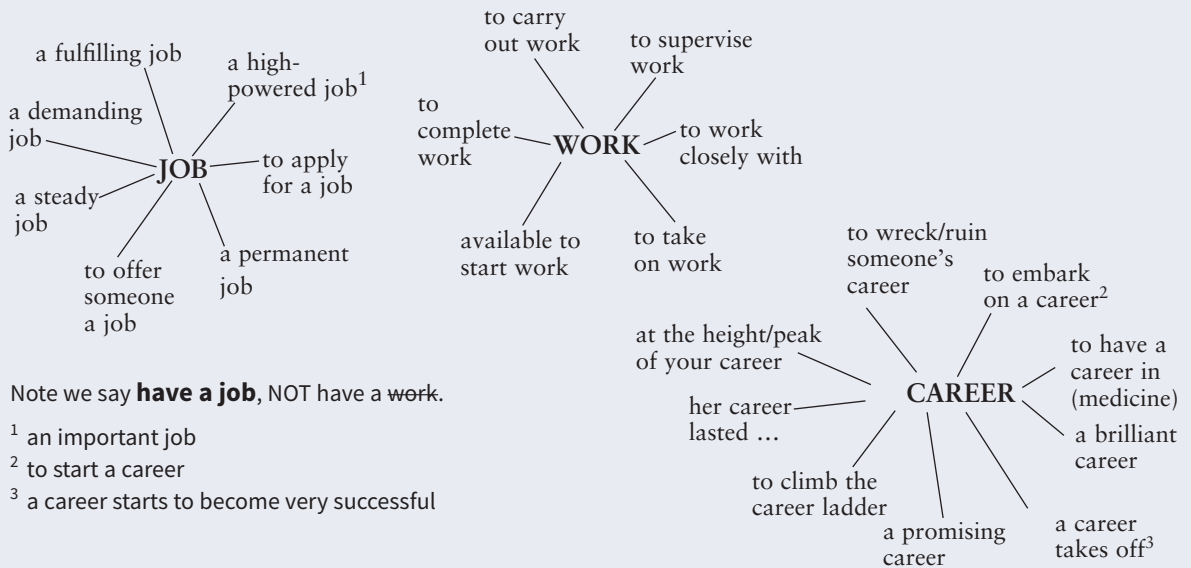 a fulfilling job
a high-
powered job1
a demanding
job
JOB
to apply
for a job
a steady
job
to offer
someone
a job
a permanent
job
to carry
out work
to supervise
work
to
complete
work
WORK
to work
closely with
available to
start work
to take
on work
to wreck/ruin
someone's
career
to embark
on a career2
at the height/peak
of your career
to have a
career in
(medicine)
CAREER
her career
lasted ...
a brilliant
career
to climb the
career ladder
a promising
career
a career
takes off3
Note we say have a job, NOT have a work.
1 an important job
2 to start a career
3 a career starts to become very successful